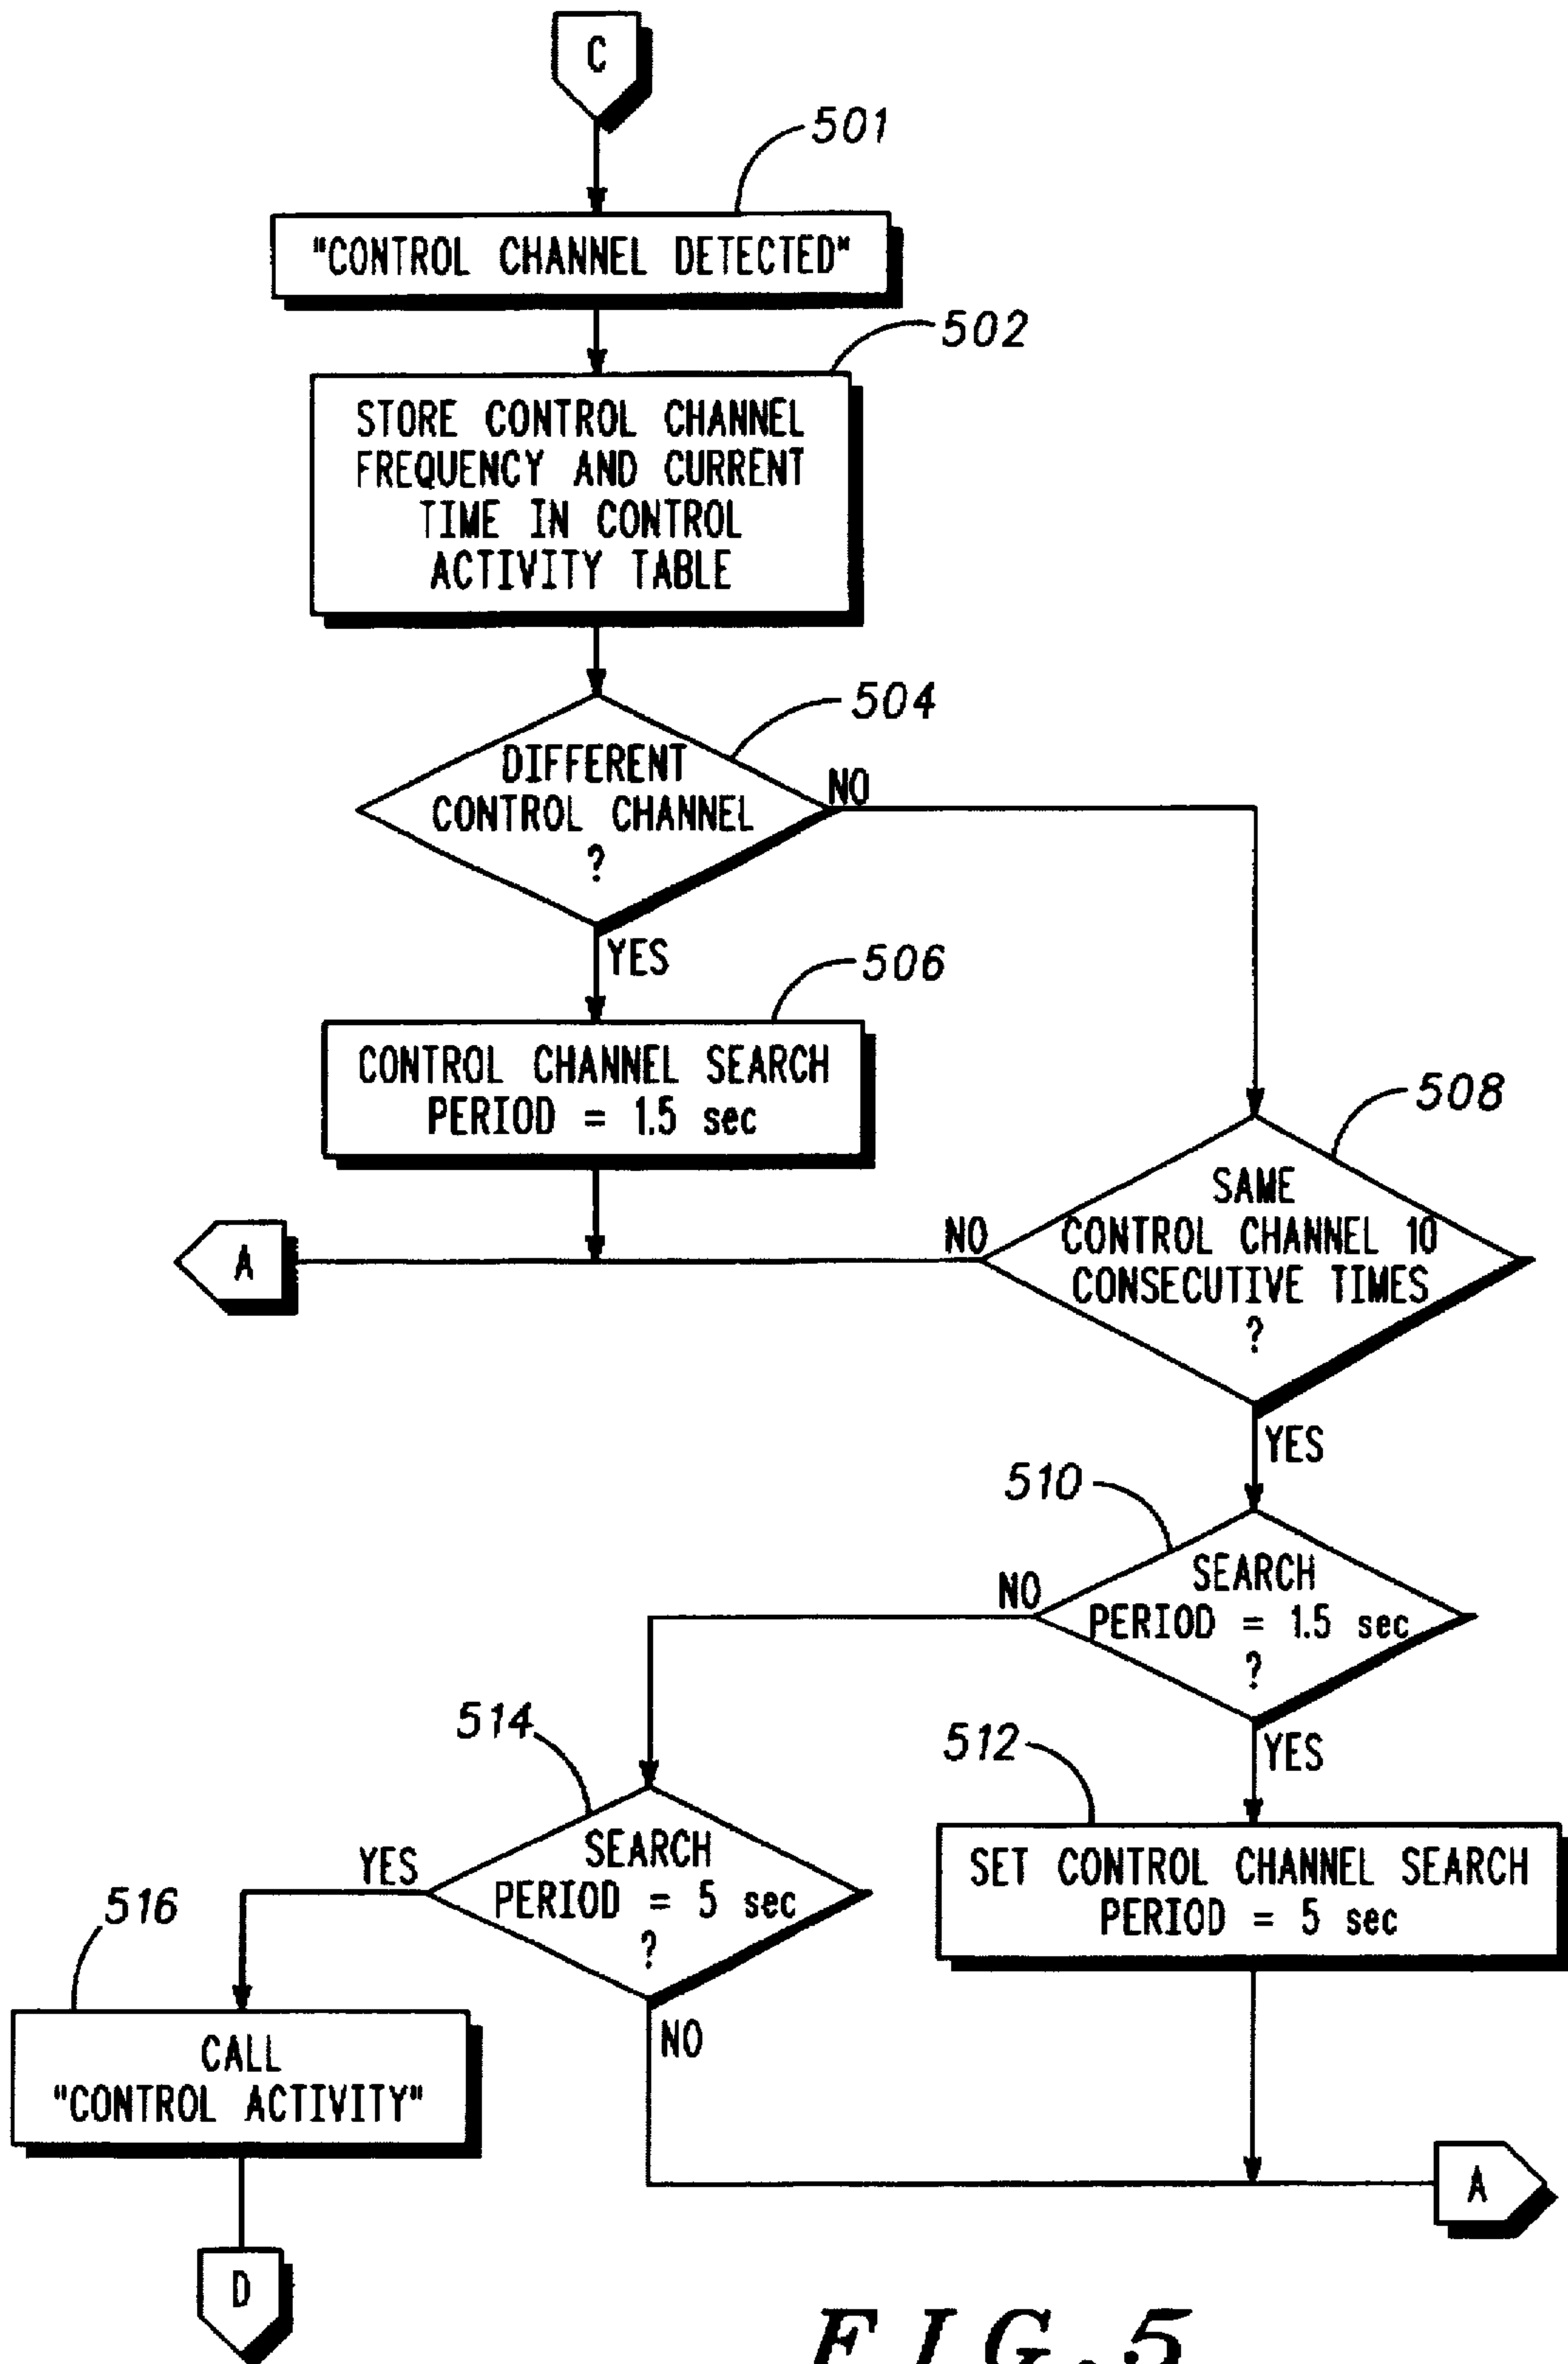 C
501
"CONTROL CHANNEL DETECTED"
502
STORE CONTROL CHANNEL
FREQUENCY AND CURRENT
TIME IN CONTROL
ACTIVITY TABLE
504
DIFFERENT
CONTROL CHANNEL
?
NO
YES
506
CONTROL CHANNEL SEARCH
PERIOD = 1.5 sec
508
SAME
CONTROL CHANNEL 10
CONSECUTIVE TIMES
?
NO
A
YES
510
SEARCH
PERIOD = 1.5 sec
?
NO
YES
514
SEARCH
PERIOD = 5 sec
?
YES
NO
512
SET CONTROL CHANNEL SEARCH
PERIOD = 5 sec
516
CALL
"CONTROL ACTIVITY"
A
D
FIG.5